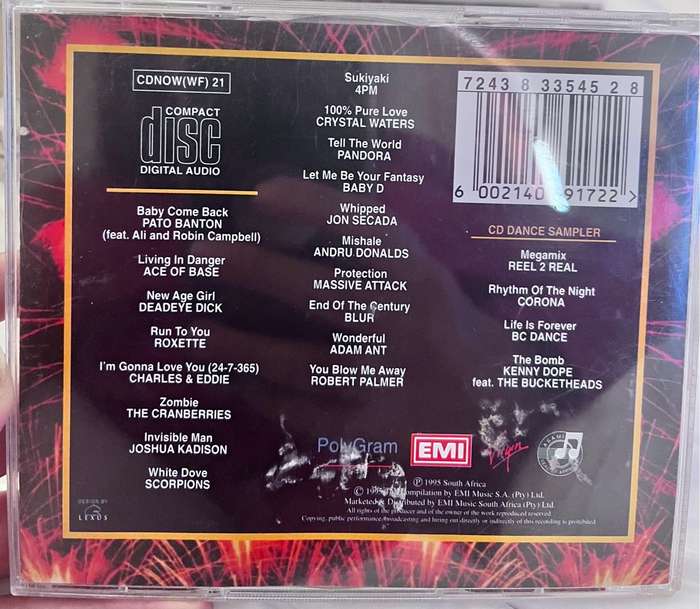 CDNOW(WF) 21
COMPACT
disc
DIGITAL AUDIO
Baby Come Back
PATO BANTON
(feat. Ali and Robin Campbell)
Living In Danger
ACE OF BASE
New Age Girl
DEADEYE DICK
Run To You
ROXETTE
I'm Gonna Love You (24-7-365)
CHARLES & EDDIE
Zombie
THE CRANBERRIES
Invisible Man
JOSHUA KADISON
White Dove
SCORPIONS
LEXUS
Sukiyaki
4PM
100% Pure Love
CRYSTAL WATERS
Tell The World
PANDORA
Let Me Be Your Fantasy
BABY D
Whipped
JON SECADA
Mishale
ANDRU DONALDS
Protection
MASSIVE ATTACK
End Of The Century
BLUR
Wonderful
ADAM ANT
You Blow Me Away
ROBERT PALMER
7243 8 33545 2 8
6 002140 91722 >
CD DANCE SAMPLER
Megamix
REEL 2 REAL
Rhythm Of The Night
CORONA
Life Is Forever
BC DANCE
The Bomb
KENNY DOPE
feat. THE BUCKETHEADS
PolyGram
EMI
Virgin
℗ 1995 South Africa
© Compilation by EMI Music S.A. (Pty) Ltd.
Marketed & Distributed by EMI Music South Africa (Pty) Ltd.
All rights of the producer and of the owner of the work reproduced reserved
Copying, public performance, broadcasting and hiring out directly or indirectly of this recording is prohibited